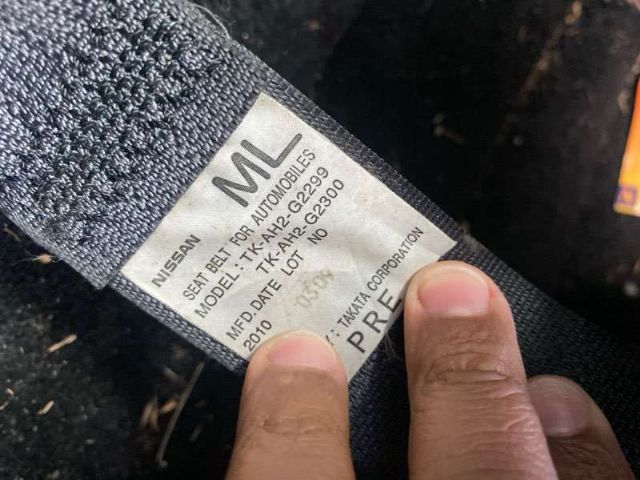 ML
NISSAN
SEAT BELT FOR AUTOMOBILES
MODEL: TK-AH2-G2299
TK-AH2-G2300
MFD.DATE LOT NO
2010
Y: TAKATA CORPORATION
PRE